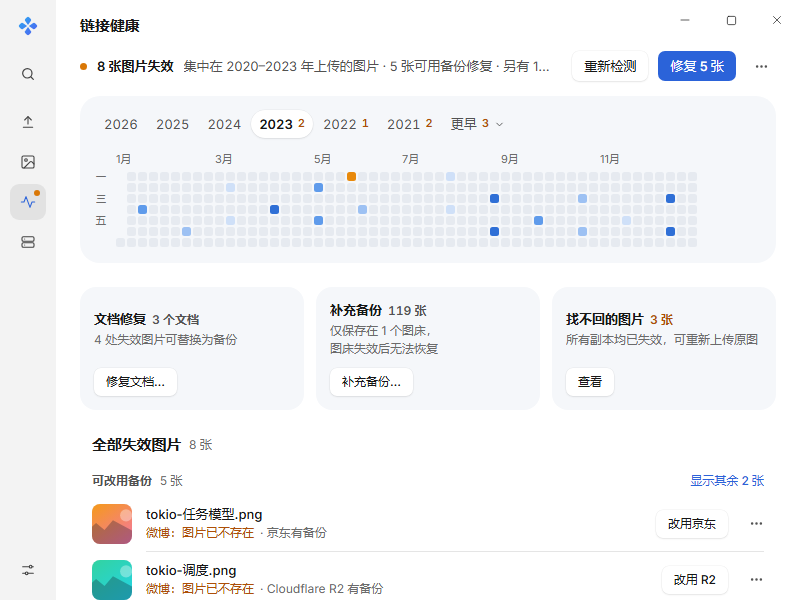 链接健康
8 张图片失效 集中在 2020–2023 年上传的图片 · 5 张可用备份修复 · 另有 1... 重新检测 修复 5 张 ···
2026 2025 2024 2023 2 2022 1 2021 2 更早 3
1月 3月 5月 7月 9月 11月
一
三
五
文档修复 3 个文档
4 处失效图片可替换为备份
修复文档...
补充备份 119 张
仅保存在 1 个图床，
图床失效后无法恢复
补充备份...
找不回的图片 3 张
所有副本均已失效，可重新上传原图
查看
全部失效图片 8 张
可改用备份 5 张 显示其余 2 张
tokio-任务模型.png
微博：图片已不存在 · 京东有备份 改用京东 ···
tokio-调度.png
微博：图片已不存在 · Cloudflare R2 有备份 改用 R2 ···